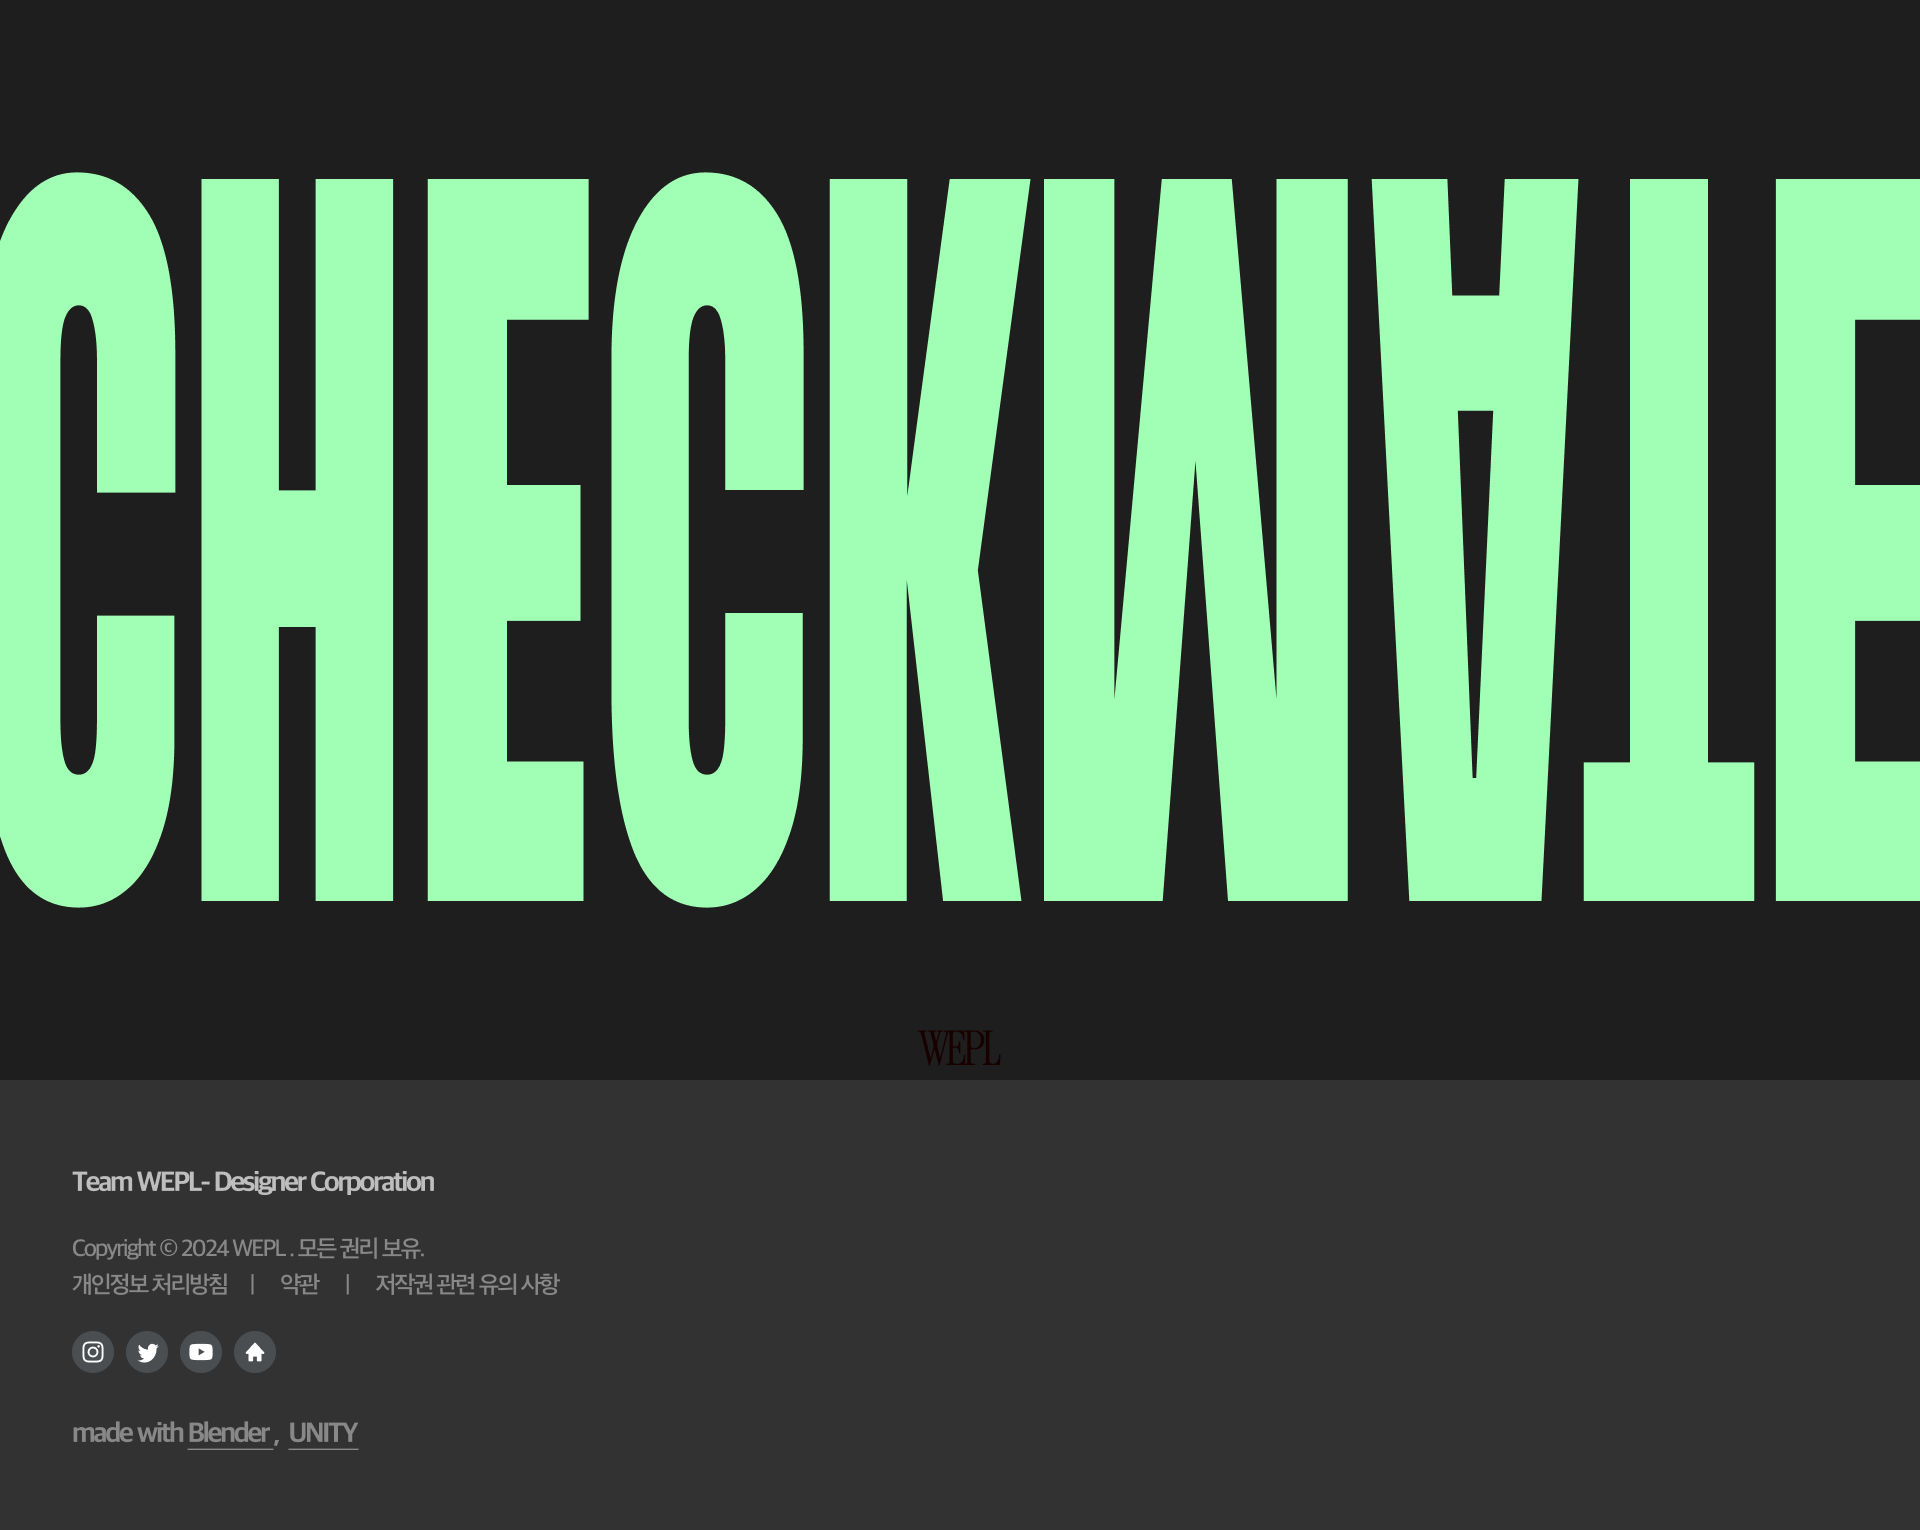 CHECKMATE
WEPL
Team WEPL- Designer Corporation
Copyright © 2024 WEPL . 모든 권리 보유.
개인정보 처리방침 | 약관 | 저작권 관련 유의 사항
made with Blender , UNITY